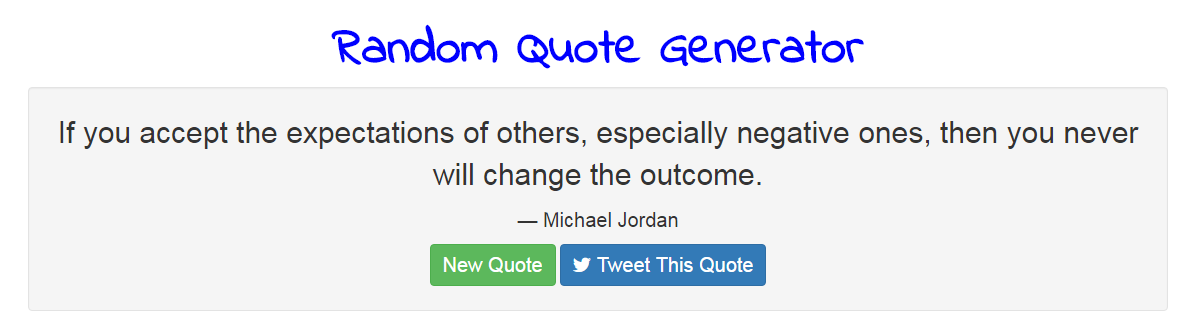 Random Quote Generator
If you accept the expectations of others, especially negative ones, then you never
will change the outcome.
— Michael Jordan
New Quote Tweet This Quote